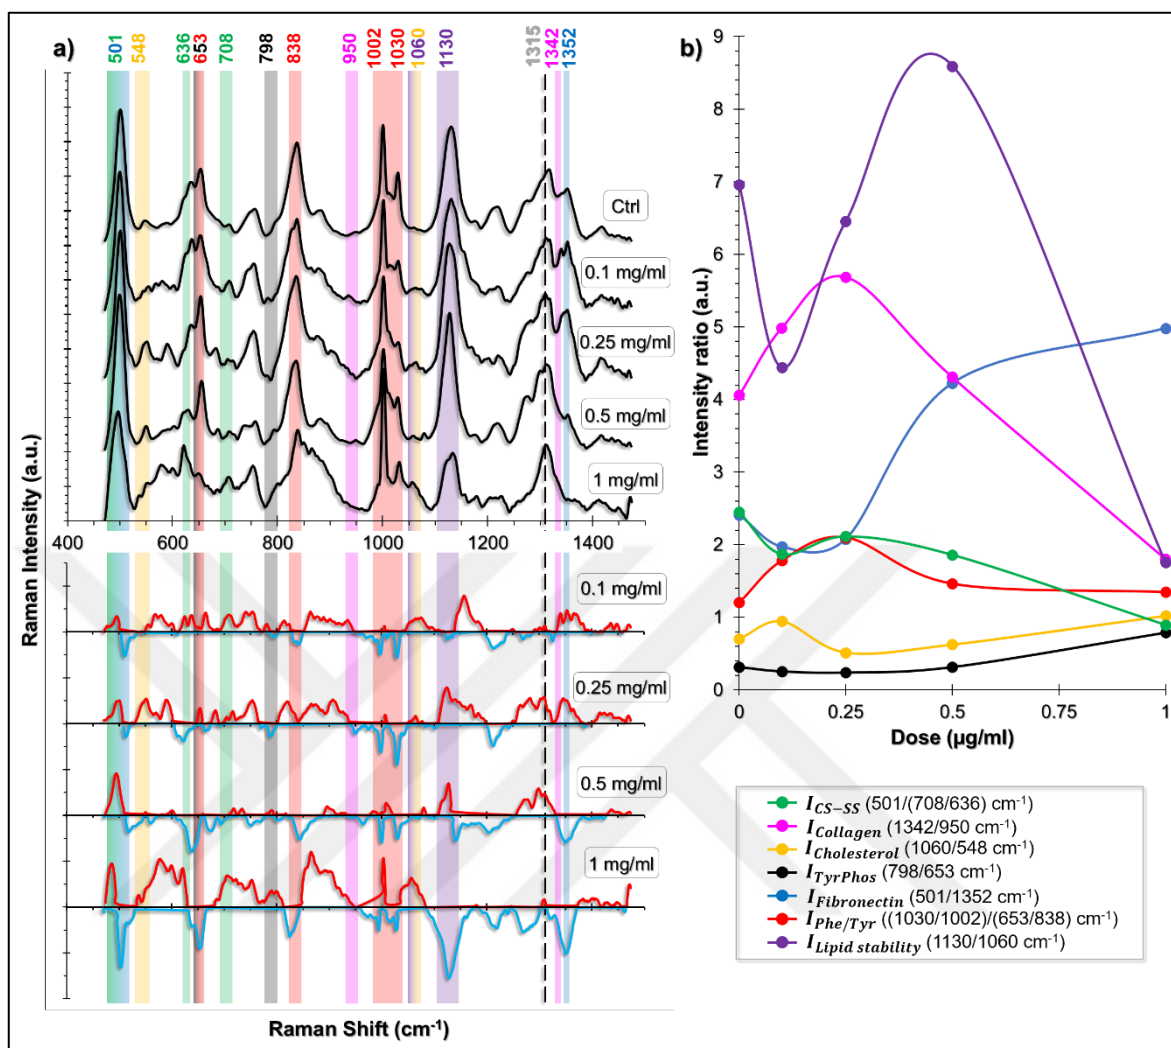 a)
501
548
636
653
708
798
838
950
1002
1030
1060
1130
1315
1342
1352
Ctrl
0.1 mg/ml
0.25 mg/ml
0.5 mg/ml
1 mg/ml
400 600 800 1000 1200 1400
0.1 mg/ml
0.25 mg/ml
0.5 mg/ml
1 mg/ml
Raman Intensity (a.u.)
Raman Shift (cm⁻¹)
b)
9
8
7
6
5
4
3
2
1
0
Intensity ratio (a.u.)
0 0.25 0.5 0.75 1
Dose (µg/ml)
I_CS−SS (501/(708/636) cm⁻¹)
I_Collagen (1342/950 cm⁻¹)
I_Cholesterol (1060/548 cm⁻¹)
I_TyrPhos (798/653 cm⁻¹)
I_Fibronectin (501/1352 cm⁻¹)
I_Phe/Tyr ((1030/1002)/(653/838) cm⁻¹)
I_Lipid stability (1130/1060 cm⁻¹)